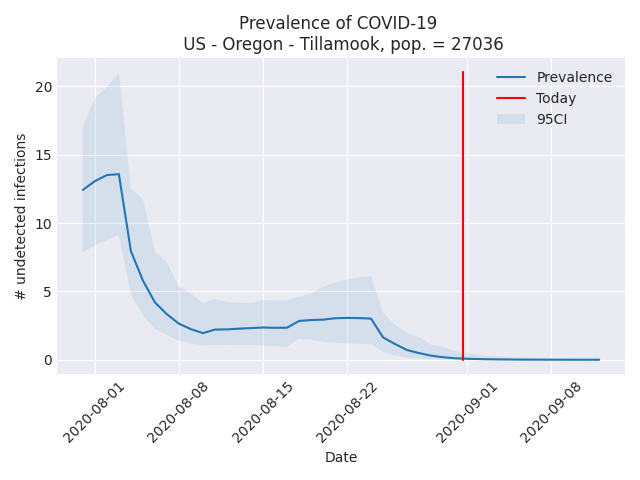 Prevalence of COVID-19
US - Oregon - Tillamook, pop. = 27036
Prevalence
Today
95CI
# undetected infections
20
15
10
5
0
2020-08-01
2020-08-08
2020-08-15
2020-08-22
2020-09-01
2020-09-08
Date